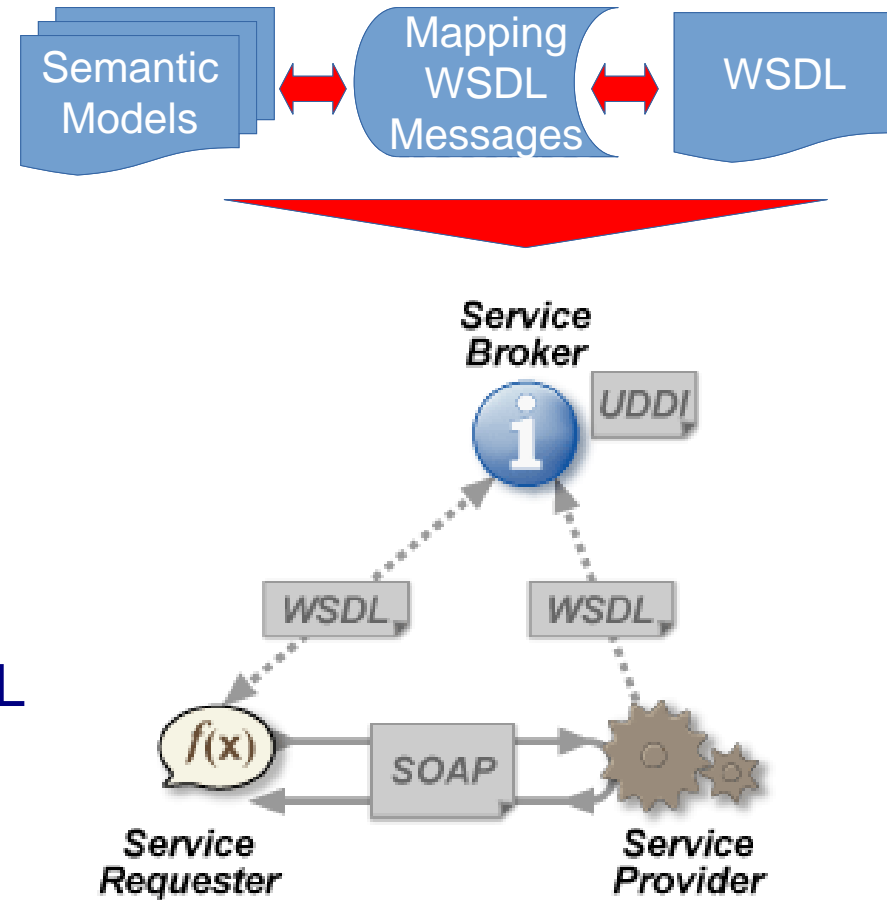 Semantic
Models
Mapping
WSDL
Messages
WSDL
Service
Broker
i
UDDI
WSDL
WSDL
L
f(x)
SOAP
Service
Requester
Service
Provider